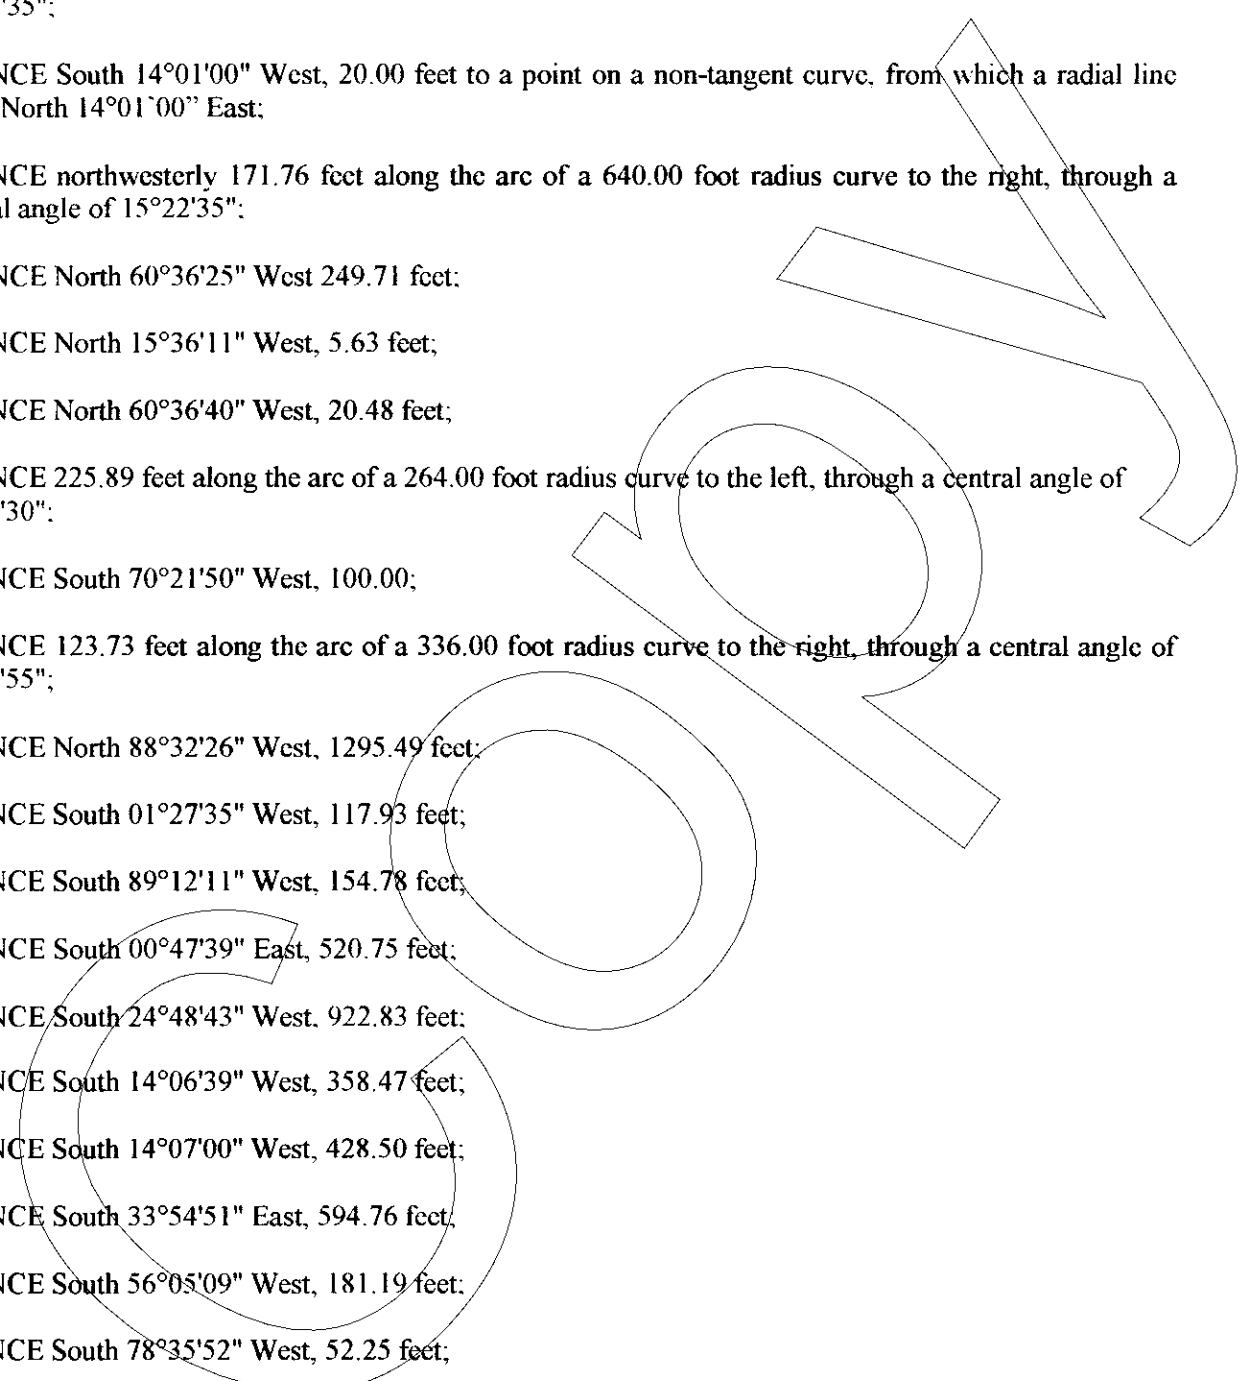 '35";
NCE South 14°01'00" West, 20.00 feet to a point on a non-tangent curve, from which a radial line
North 14°01`00” East;
NCE northwesterly 171.76 feet along the arc of a 640.00 foot radius curve to the right, through a
l angle of 15°22'35";
NCE North 60°36'25" West 249.71 feet;
NCE North 15°36'11" West, 5.63 feet;
NCE North 60°36'40" West, 20.48 feet;
NCE 225.89 feet along the arc of a 264.00 foot radius curve to the left, through a central angle of
'30";
NCE South 70°21'50" West, 100.00;
NCE 123.73 feet along the arc of a 336.00 foot radius curve to the right, through a central angle of
'55";
NCE North 88°32'26" West, 1295.49 feet;
NCE South 01°27'35" West, 117.93 feet;
NCE South 89°12'11" West, 154.78 feet;
NCE South 00°47'39" East, 520.75 feet;
NCE South 24°48'43" West, 922.83 feet;
NCE South 14°06'39" West, 358.47 feet;
NCE South 14°07'00" West, 428.50 feet;
NCE South 33°54'51" East, 594.76 feet,
NCE South 56°05'09" West, 181.19 feet;
NCE South 78°35'52" West, 52.25 feet;
Copy